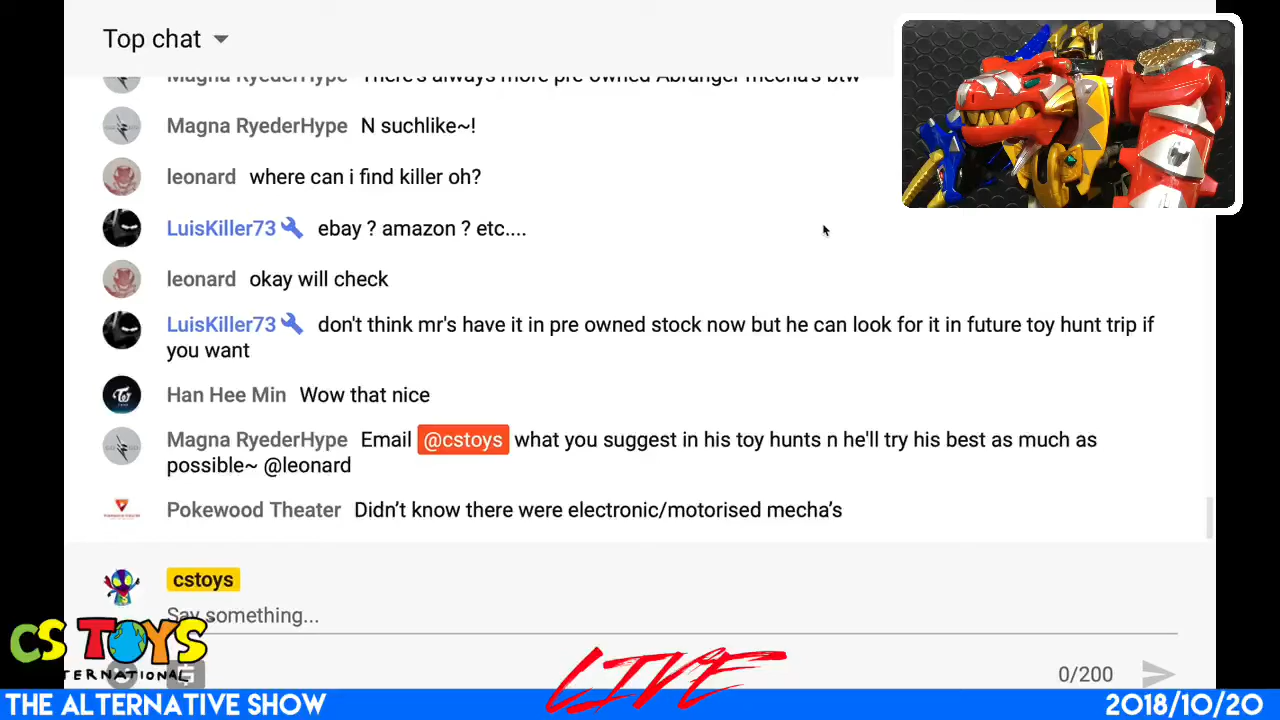 Top chat
Magna RyederHype There's always more pre owned Abranger mecha's btw
Magna RyederHype N suchlike~!
leonard where can i find killer oh?
LuisKiller73 ebay ? amazon ? etc....
leonard okay will check
LuisKiller73 don't think mr's have it in pre owned stock now but he can look for it in future toy hunt trip if
you want
Han Hee Min Wow that nice
Magna RyederHype Email @cstoys what you suggest in his toy hunts n he'll try his best as much as
possible~ @leonard
Pokewood Theater Didn’t know there were electronic/motorised mecha’s
cstoys
Say something...
CS TOYS
TERNATIONAL
LIVE
0/200
THE ALTERNATIVE SHOW
2018/10/20